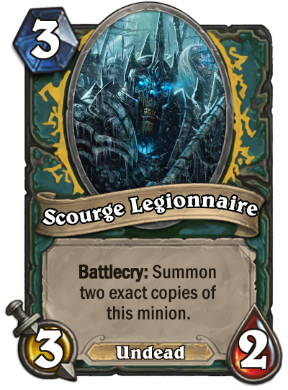 3
Scourge Legionnaire
Battlecry: Summon
two exact copies of
this minion.
3
Undead
2